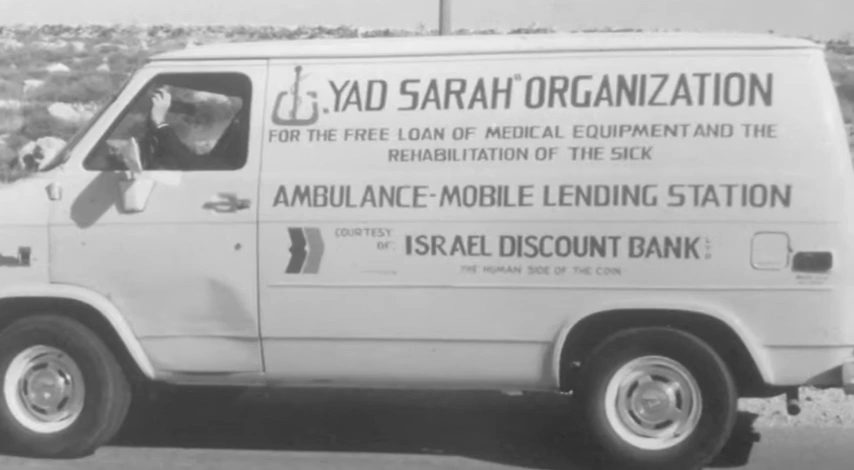 "YAD SARAH" ORGANIZATION
FOR THE FREE LOAN OF MEDICAL EQUIPMENT AND THE
REHABILITATION OF THE SICK
AMBULANCE-MOBILE LENDING STATION
COURTESY
OF: ISRAEL DISCOUNT BANK LTD
THE HUMAN SIDE OF THE COIN